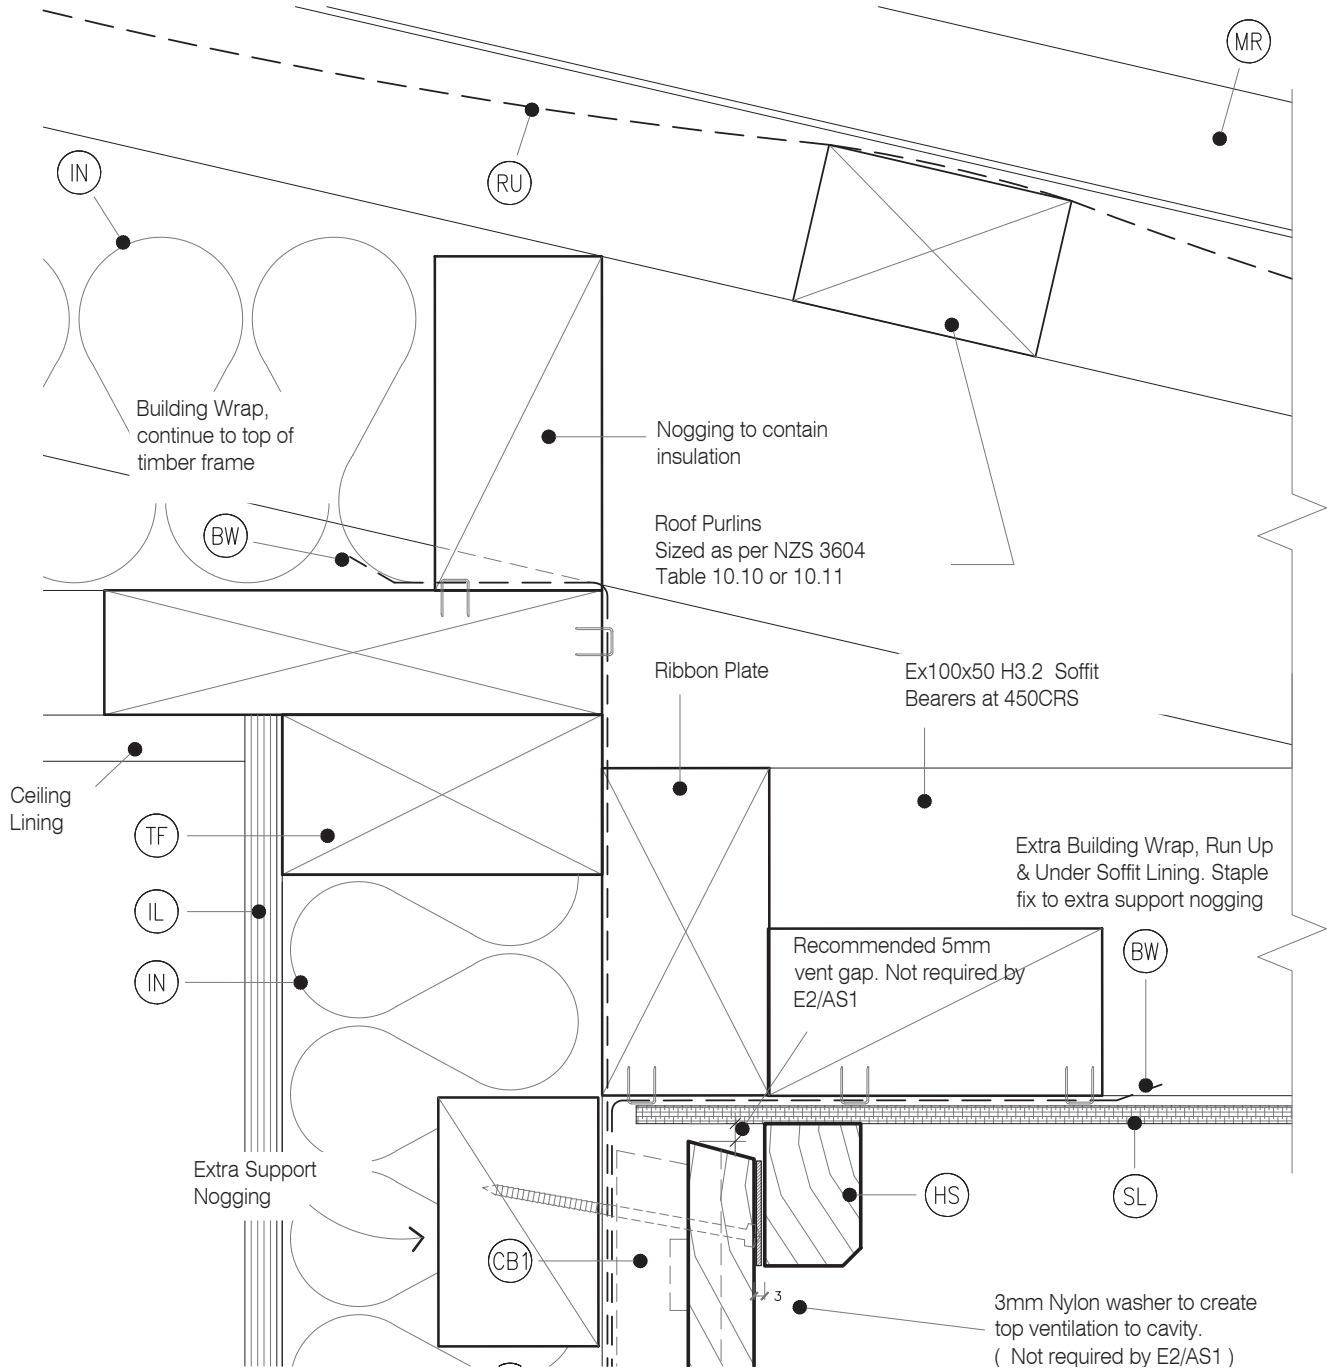 MR
IN
RU
Building Wrap,
continue to top of
timber frame
Nogging to contain
insulation
BW
Roof Purlins
Sized as per NZS 3604
Table 10.10 or 10.11
Ribbon Plate
Ex100x50 H3.2 Soffit
Bearers at 450CRS
Ceiling
Lining
TF
Extra Building Wrap, Run Up
& Under Soffit Lining. Staple
fix to extra support nogging
IL
Recommended 5mm
vent gap. Not required by
E2/AS1
BW
IN
Extra Support
Nogging
HS
SL
CB1
3
3mm Nylon washer to create
top ventilation to cavity.
( Not required by E2/AS1 )